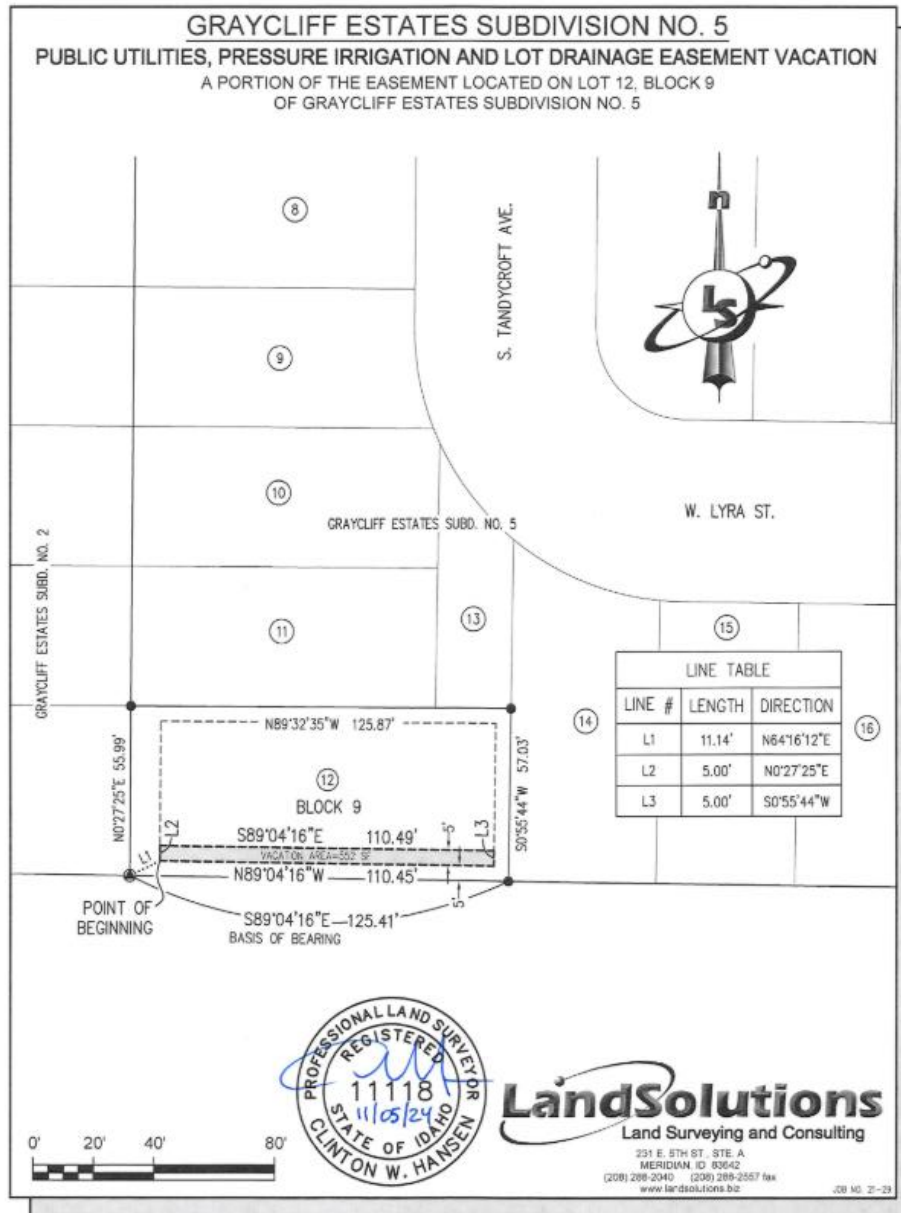 GRAYCLIFF ESTATES SUBDIVISION NO. 5
PUBLIC UTILITIES, PRESSURE IRRIGATION AND LOT DRAINAGE EASEMENT VACATION
A PORTION OF THE EASEMENT LOCATED ON LOT 12, BLOCK 9
OF GRAYCLIFF ESTATES SUBDIVISION NO. 5
n
LS
8
S. TANDYCROFT AVE.
9
10
GRAYCLIFF ESTATES SUBD. NO. 5
W. LYRA ST.
GRAYCLIFF ESTATES SUBD. NO. 2
11
13
15
14
16
LINE TABLE
LINE # LENGTH DIRECTION
L1 11.14' N64°16'12"E
L2 5.00' N0°27'25"E
L3 5.00' S0°55'44"W
N89°32'35"W 125.87'
N0°27'25"E 55.99'
S0°55'44"W 57.03'
12
BLOCK 9
L2
S89°04'16"E 110.49'
5'
L3
VACATION AREA=552 SF
L1
N89°04'16"W 110.45'
5'
POINT OF
BEGINNING
S89°04'16"E 125.41'
BASIS OF BEARING
PROFESSIONAL LAND SURVEYOR
REGISTERED
11118
11/05/24
STATE OF IDAHO
CLINTON W. HANSEN
0' 20' 40' 80'
LandSolutions
Land Surveying and Consulting
231 E. 5TH ST., STE. A
MERIDIAN, ID 83642
(208) 288-2040 (208) 288-2557 fax
www.landsolutions.biz
JOB NO. 21-29